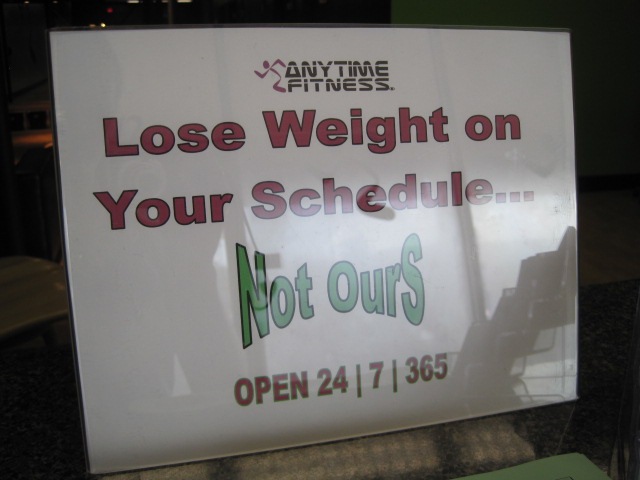 ANYTIME
FITNESS
Lose Weight on
Your Schedule...
Not OurS
OPEN 24 | 7 | 365